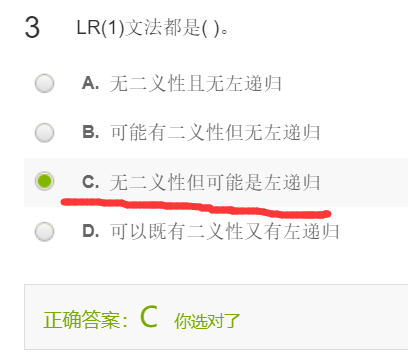 3 LR(1)文法都是( )。
A. 无二义性且无左递归
B. 可能有二义性但无左递归
C. 无二义性但可能是左递归
D. 可以既有二义性又有左递归
正确答案：C 你选对了